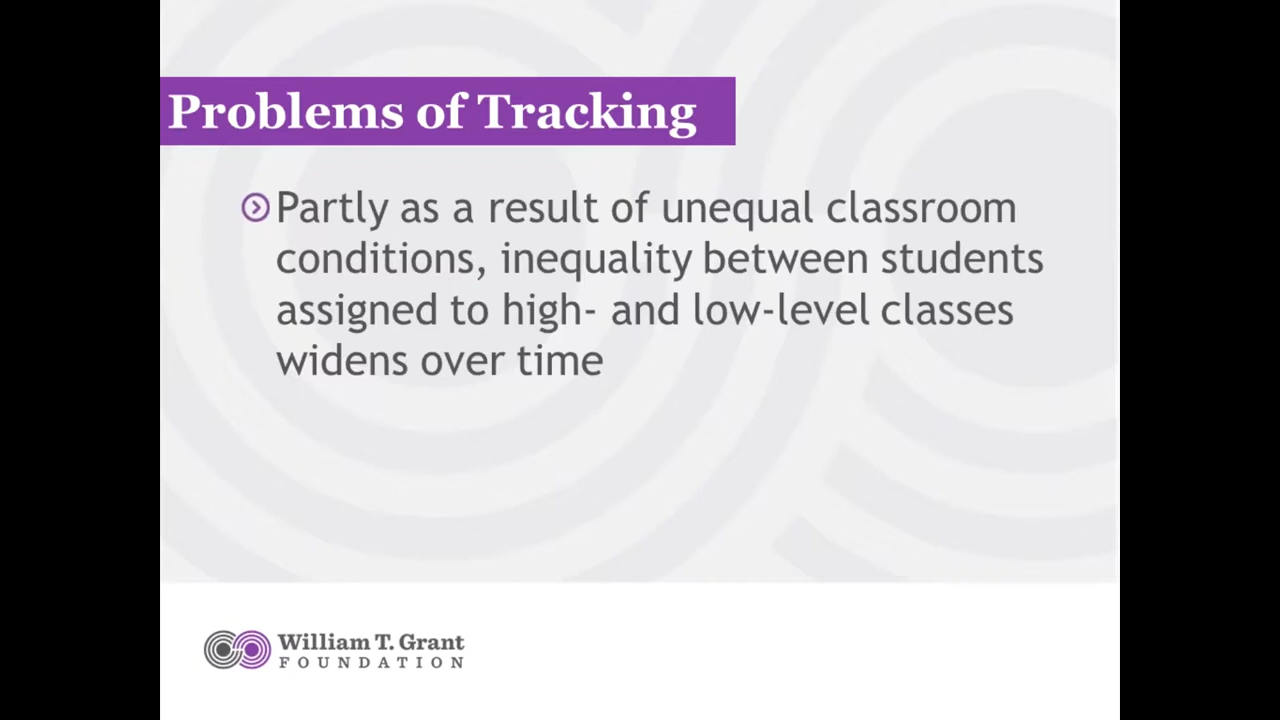 Problems of Tracking
Partly as a result of unequal classroom
conditions, inequality between students
assigned to high- and low-level classes
widens over time
William T. Grant
FOUNDATION